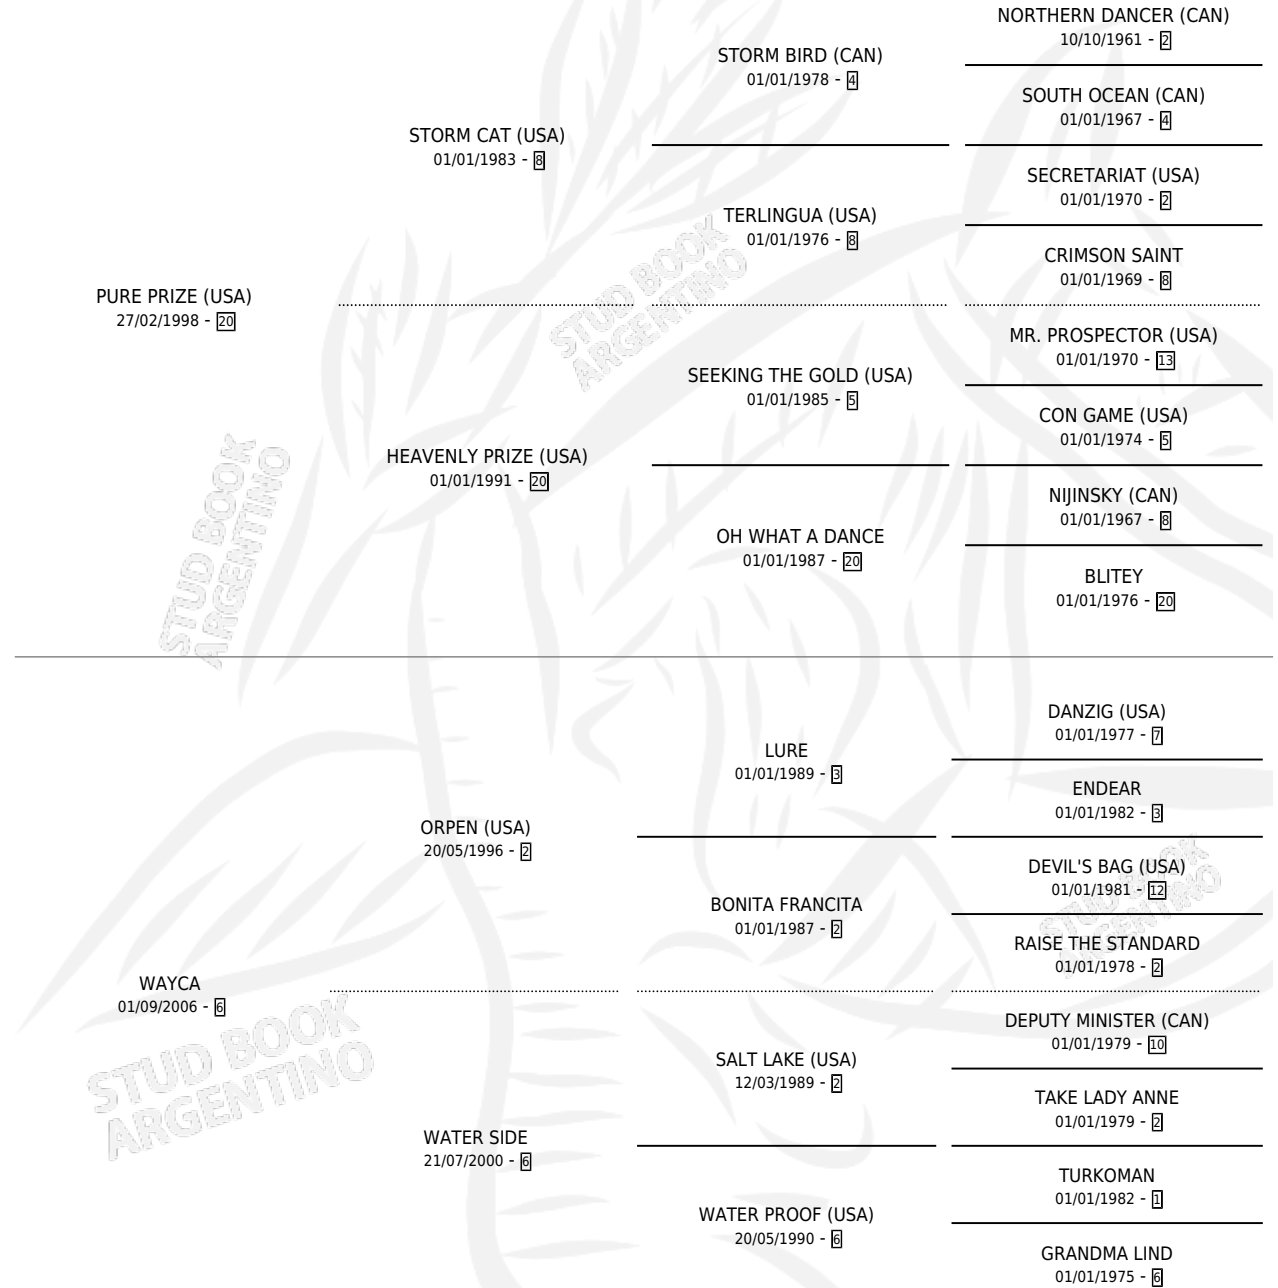 NORTHERN DANCER (CAN)
10/10/1961 - 2
STORM BIRD (CAN)
01/01/1978 - 4
SOUTH OCEAN (CAN)
01/01/1967 - 4
STORM CAT (USA)
01/01/1983 - 8
SECRETARIAT (USA)
01/01/1970 - 2
TERLINGUA (USA)
01/01/1976 - 8
CRIMSON SAINT
01/01/1969 - 8
PURE PRIZE (USA)
27/02/1998 - 20
MR. PROSPECTOR (USA)
01/01/1970 - 13
SEEKING THE GOLD (USA)
01/01/1985 - 5
CON GAME (USA)
01/01/1974 - 5
HEAVENLY PRIZE (USA)
01/01/1991 - 20
NIJINSKY (CAN)
01/01/1967 - 8
OH WHAT A DANCE
01/01/1987 - 20
BLITEY
01/01/1976 - 20
DANZIG (USA)
01/01/1977 - 7
LURE
01/01/1989 - 3
ENDEAR
01/01/1982 - 3
ORPEN (USA)
20/05/1996 - 2
DEVIL'S BAG (USA)
01/01/1981 - 12
BONITA FRANCITA
01/01/1987 - 2
RAISE THE STANDARD
01/01/1978 - 2
WAYCA
01/09/2006 - 6
DEPUTY MINISTER (CAN)
01/01/1979 - 10
SALT LAKE (USA)
12/03/1989 - 2
TAKE LADY ANNE
01/01/1979 - 2
WATER SIDE
21/07/2000 - 6
TURKOMAN
01/01/1982 - 1
WATER PROOF (USA)
20/05/1990 - 6
GRANDMA LIND
01/01/1975 - 6
STUD BOOK
ARGENTINO
STUD BOOK
ARGENTINO
STUD BOOK
ARGENTINO
STUD BOOK
ARGENTINO